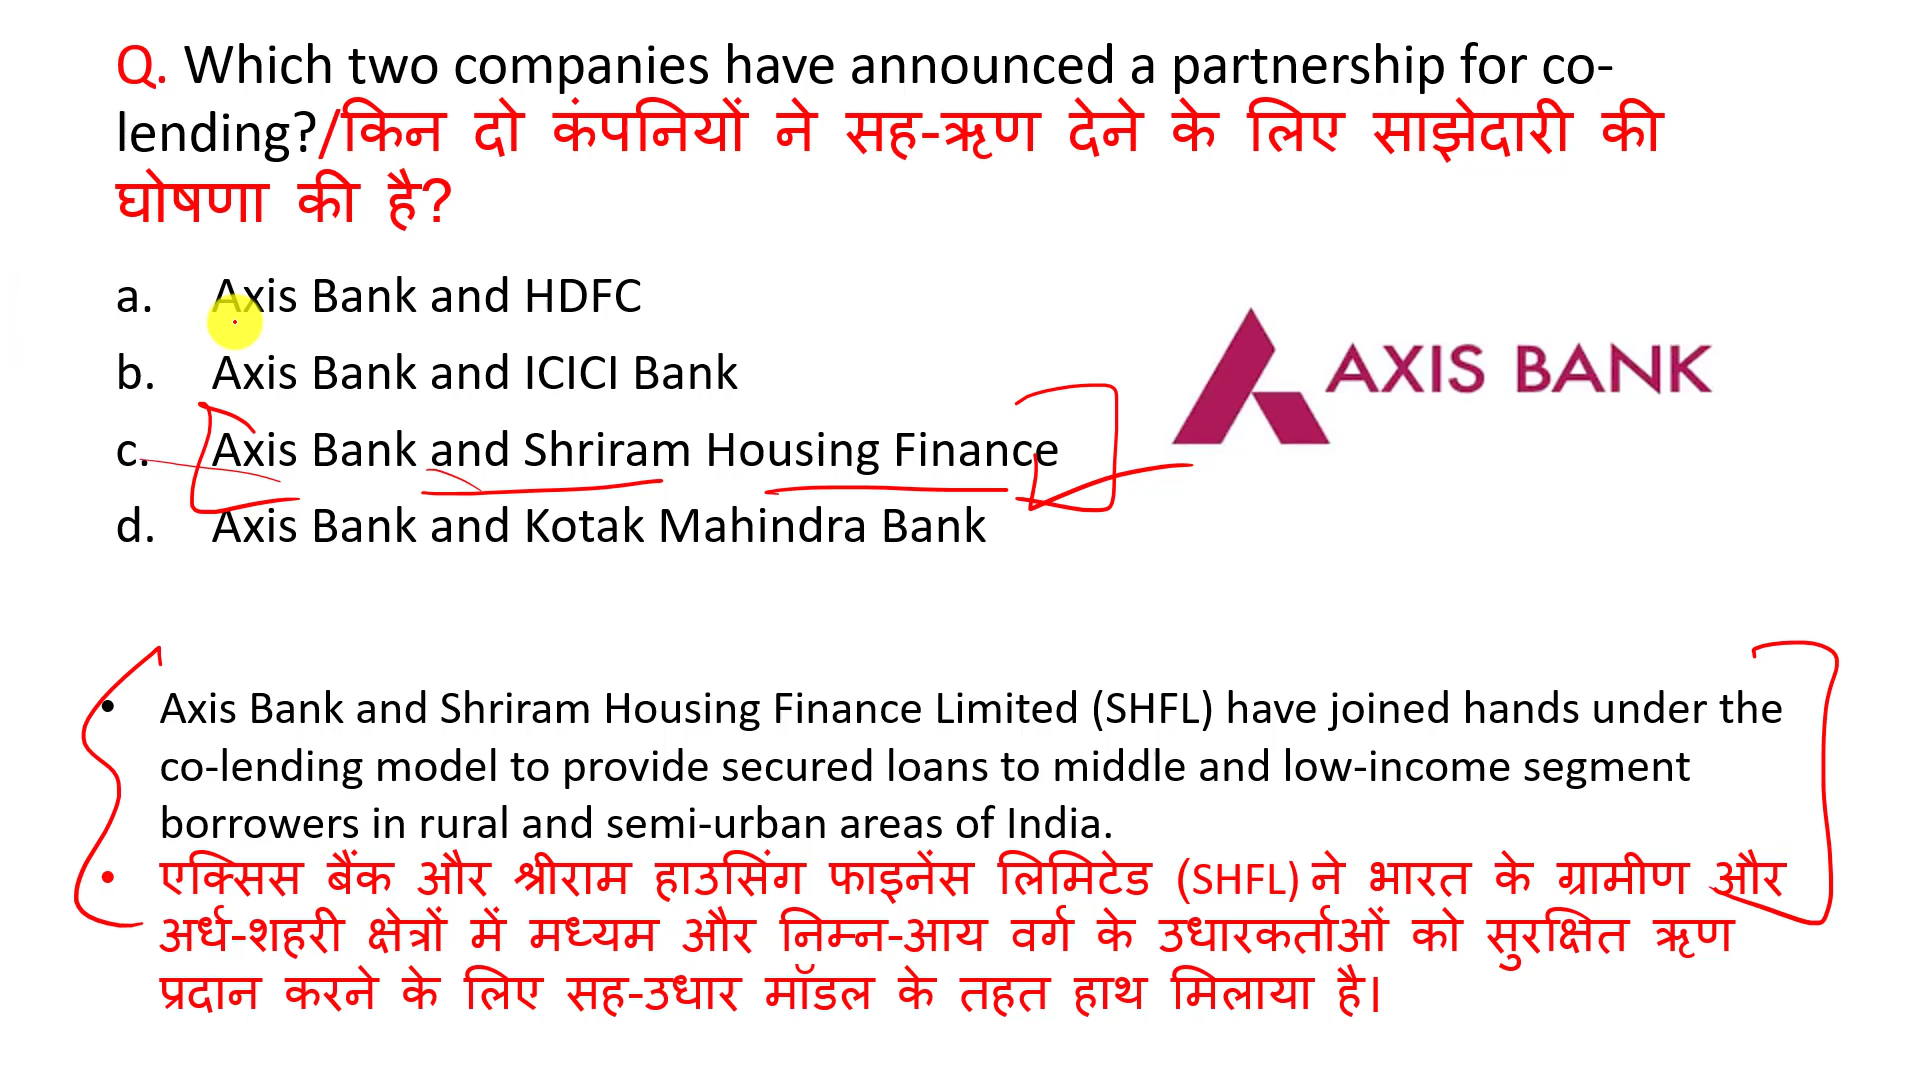 Q. Which two companies have announced a partnership for co-
lending?/किन दो कंपनियों ने सह-ऋण देने के लिए साझेदारी की
घोषणा की है?
a. Axis Bank and HDFC
b. Axis Bank and ICICI Bank
c. Axis Bank and Shriram Housing Finance
d. Axis Bank and Kotak Mahindra Bank
AXIS BANK
• Axis Bank and Shriram Housing Finance Limited (SHFL) have joined hands under the
co-lending model to provide secured loans to middle and low-income segment
borrowers in rural and semi-urban areas of India.
• एक्सिस बैंक और श्रीराम हाउसिंग फाइनेंस लिमिटेड (SHFL) ने भारत के ग्रामीण और
अर्ध-शहरी क्षेत्रों में मध्यम और निम्न-आय वर्ग के उधारकर्ताओं को सुरक्षित ऋण
प्रदान करने के लिए सह-उधार मॉडल के तहत हाथ मिलाया है।